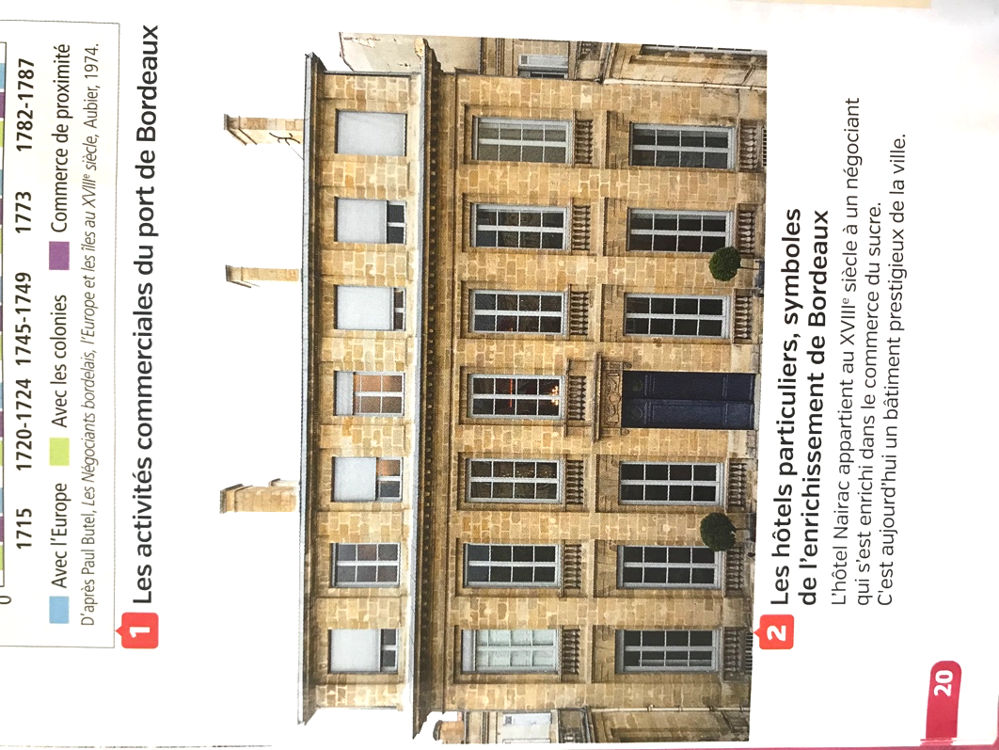 0
1715 1720-1724 1745-1749 1773 1782-1787
Avec l'Europe Avec les colonies Commerce de proximité
D'après Paul Butel, Les Négociants bordelais, l'Europe et les îles au XVIIIᵉ siècle, Aubier, 1974.
1 Les activités commerciales du port de Bordeaux
2 Les hôtels particuliers, symboles
de l'enrichissement de Bordeaux
L'hôtel Nairac appartient au XVIIIᵉ siècle à un négociant
qui s'est enrichi dans le commerce du sucre.
C'est aujourd'hui un bâtiment prestigieux de la ville.
20